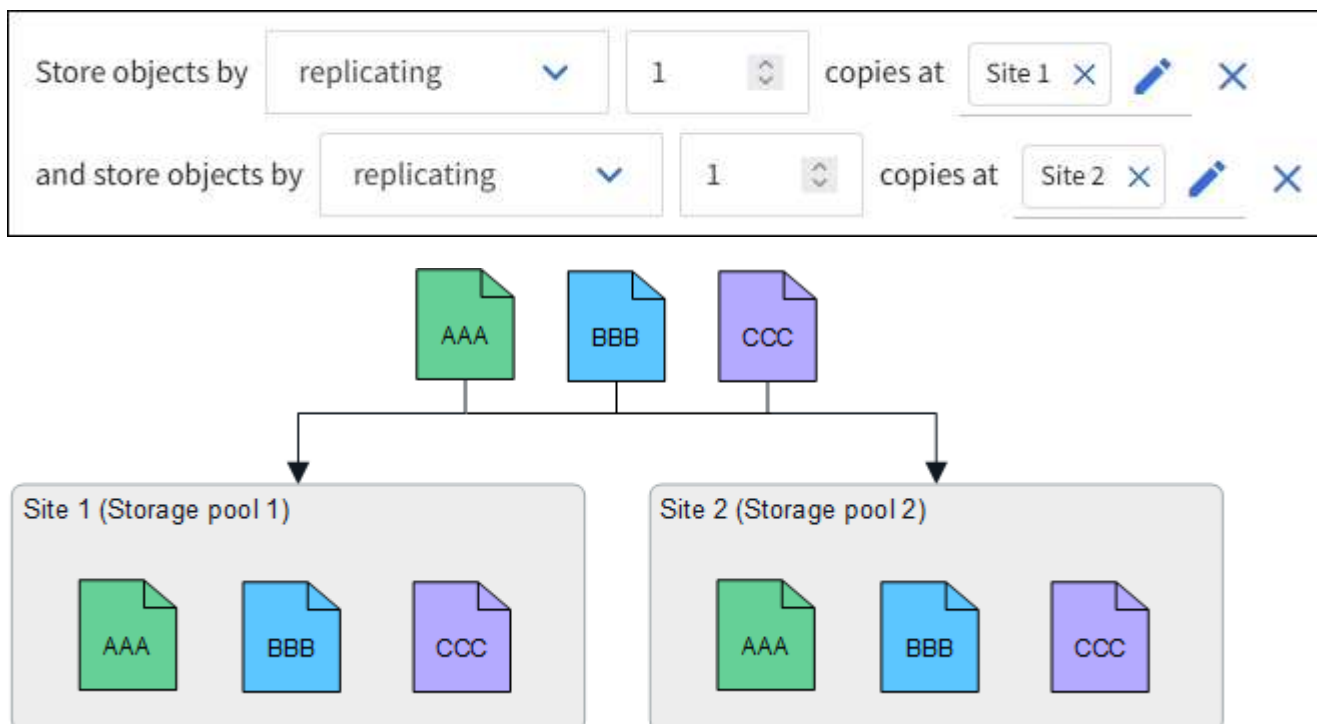 Store objects by replicating 1 copies at Site 1
and store objects by replicating 1 copies at Site 2
AAA BBB CCC
Site 1 (Storage pool 1) Site 2 (Storage pool 2)
AAA BBB CCC AAA BBB CCC